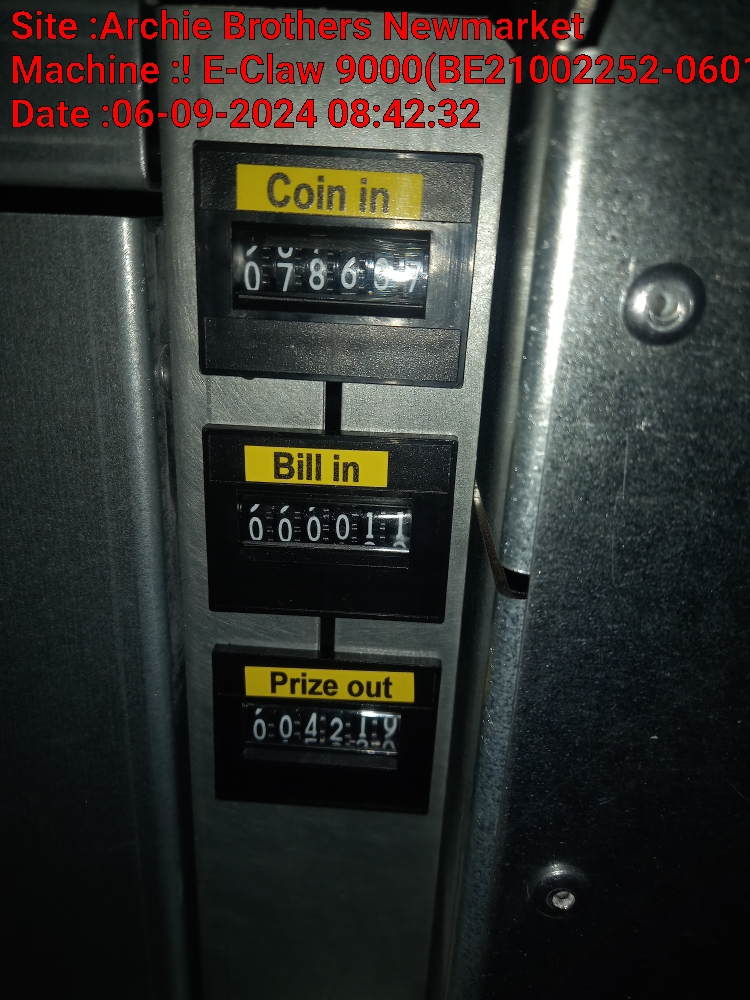 Site :Archie Brothers Newmarket
Machine :! E-Claw 9000(BE21002252-0601
Date :06-09-2024 08:42:32
Coin in
Bill in
000011
Prize out
004219